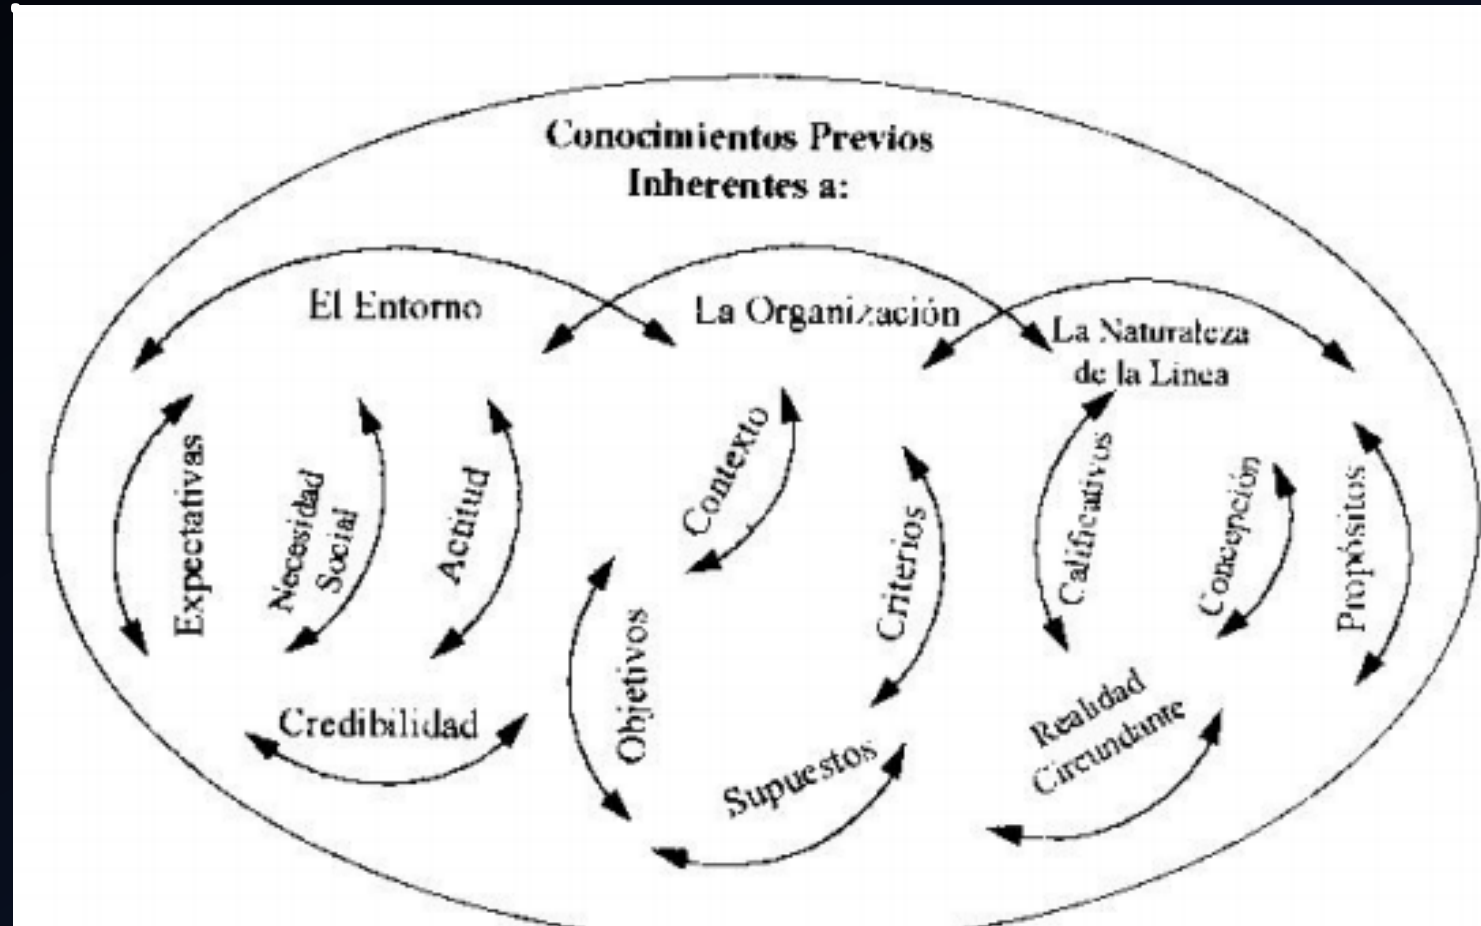 Conocimientos Previos
Inherentes a:
El Entorno
La Organización
La Naturaleza
de la Linea
Expectativas
Necesidad
Social
Actitud
Credibilidad
Contexto
Objetivos
Criterios
Supuestos
Calificativos
Concepción
Propósitos
Realidad
Circundante